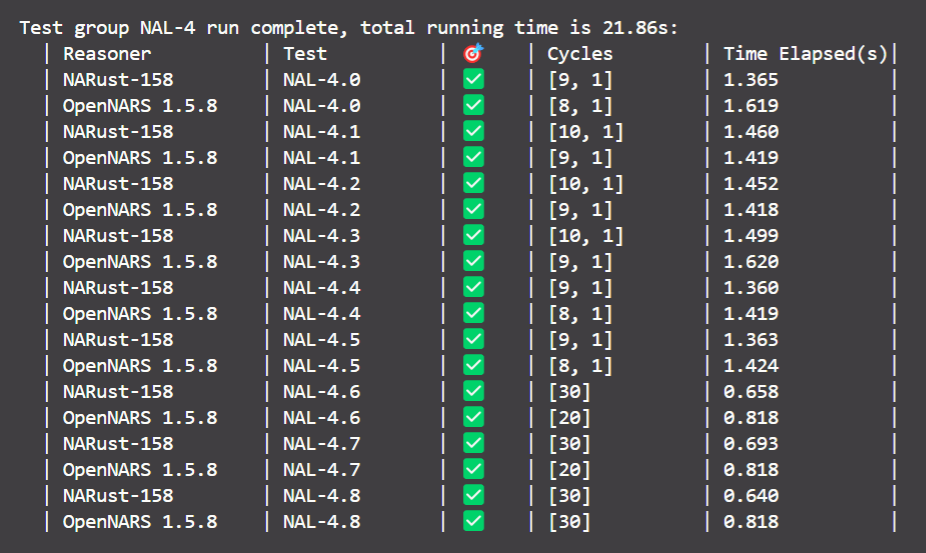 Test group NAL-4 run complete, total running time is 21.86s:
| Reasoner | Test | 🎯 | Cycles | Time Elapsed(s)|
| NARust-158 | NAL-4.0 | ✅ | [9, 1] | 1.365 |
| OpenNARS 1.5.8 | NAL-4.0 | ✅ | [8, 1] | 1.619 |
| NARust-158 | NAL-4.1 | ✅ | [10, 1] | 1.460 |
| OpenNARS 1.5.8 | NAL-4.1 | ✅ | [9, 1] | 1.419 |
| NARust-158 | NAL-4.2 | ✅ | [10, 1] | 1.452 |
| OpenNARS 1.5.8 | NAL-4.2 | ✅ | [9, 1] | 1.418 |
| NARust-158 | NAL-4.3 | ✅ | [10, 1] | 1.499 |
| OpenNARS 1.5.8 | NAL-4.3 | ✅ | [9, 1] | 1.620 |
| NARust-158 | NAL-4.4 | ✅ | [9, 1] | 1.360 |
| OpenNARS 1.5.8 | NAL-4.4 | ✅ | [8, 1] | 1.419 |
| NARust-158 | NAL-4.5 | ✅ | [9, 1] | 1.363 |
| OpenNARS 1.5.8 | NAL-4.5 | ✅ | [8, 1] | 1.424 |
| NARust-158 | NAL-4.6 | ✅ | [30] | 0.658 |
| OpenNARS 1.5.8 | NAL-4.6 | ✅ | [20] | 0.818 |
| NARust-158 | NAL-4.7 | ✅ | [30] | 0.693 |
| OpenNARS 1.5.8 | NAL-4.7 | ✅ | [20] | 0.818 |
| NARust-158 | NAL-4.8 | ✅ | [30] | 0.640 |
| OpenNARS 1.5.8 | NAL-4.8 | ✅ | [30] | 0.818 |